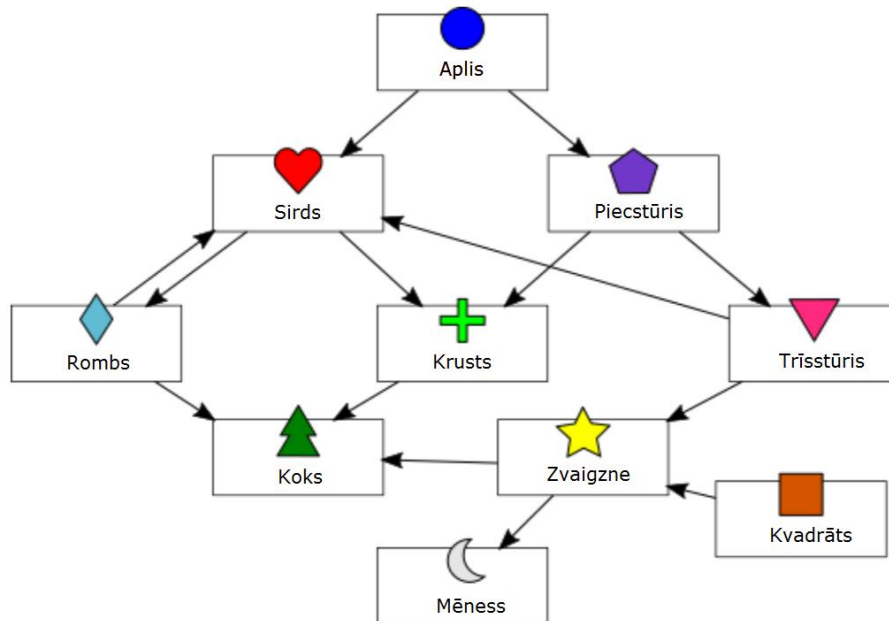 Aplis
Sirds
Piecstūris
Rombs
Krusts
Trīsstūris
Koks
Zvaigzne
Kvadrāts
Mēness